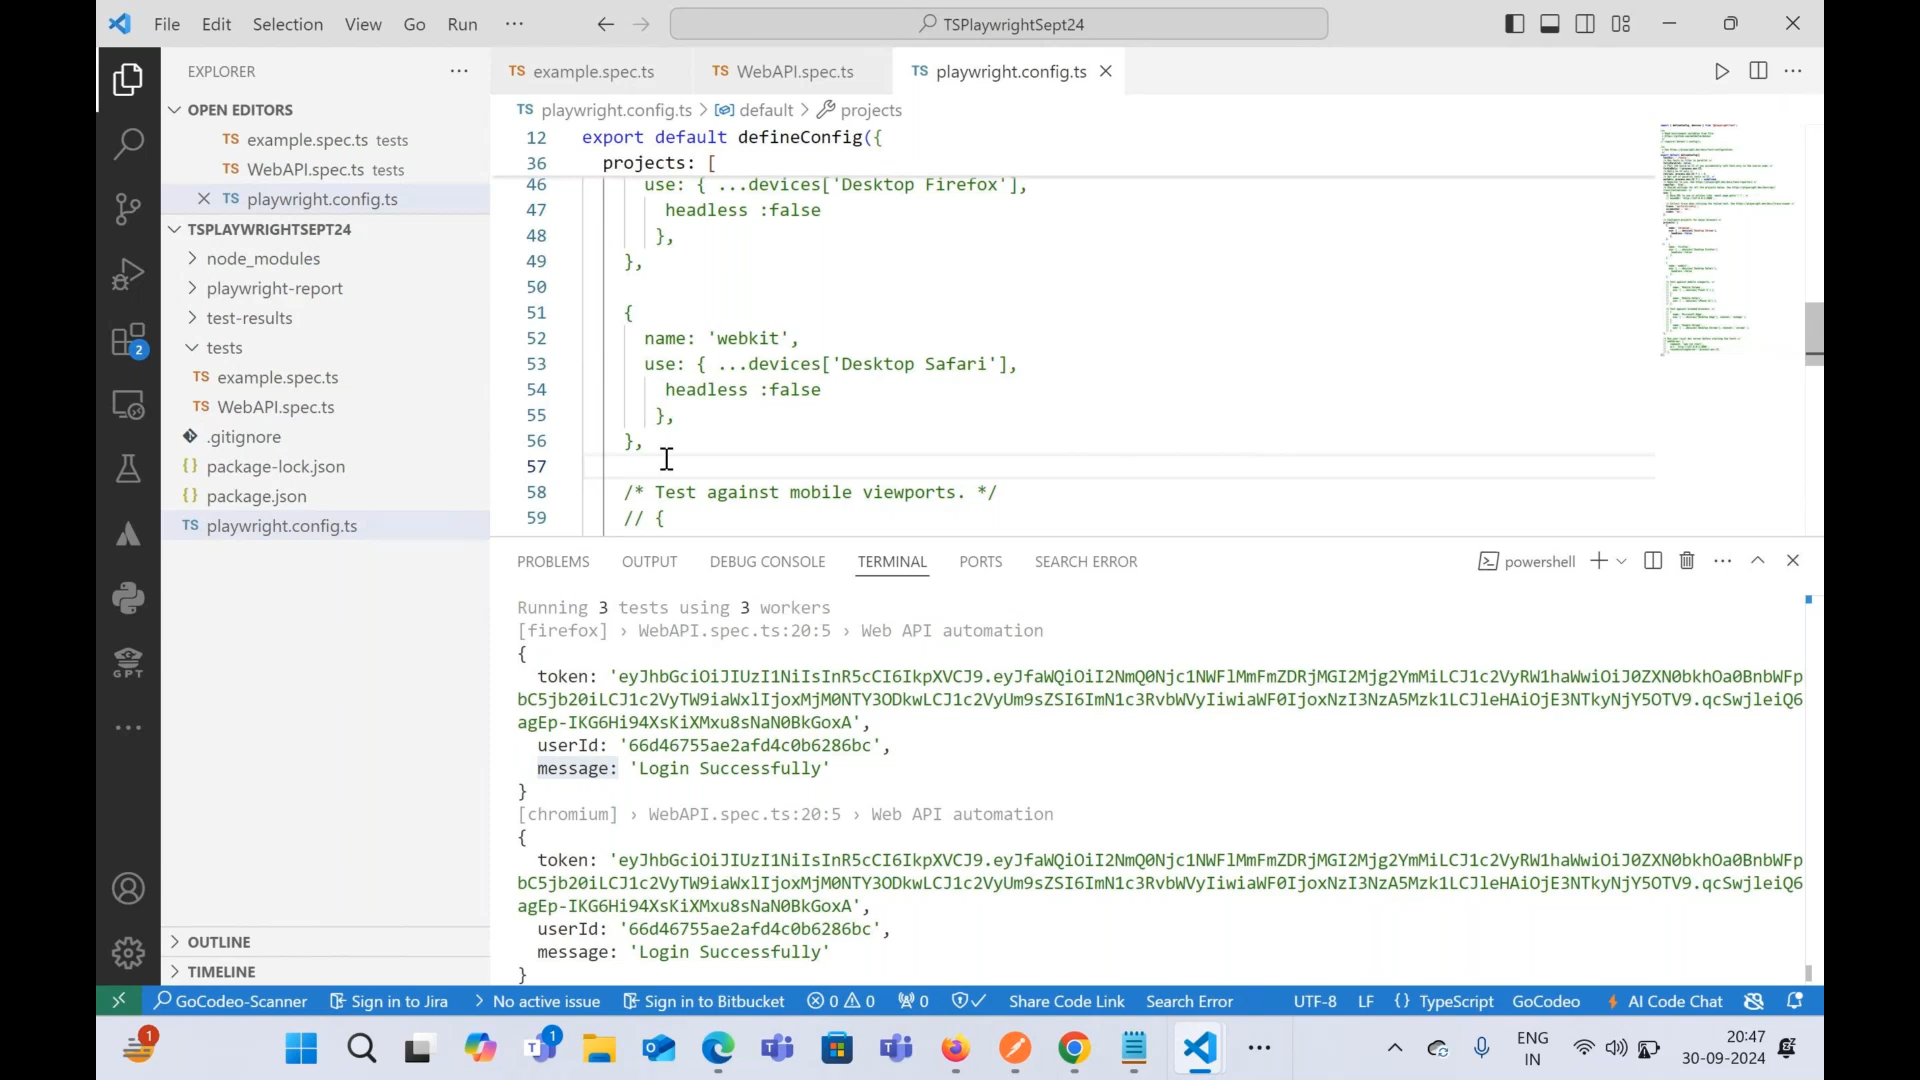 File Edit Selection View Go Run ···
TSPlaywrightSept24
EXPLORER
OPEN EDITORS
TS example.spec.ts tests
TS WebAPI.spec.ts tests
TS playwright.config.ts
TSPLAYWRIGHTSEPT24
node_modules
playwright-report
test-results
tests
TS example.spec.ts
TS WebAPI.spec.ts
.gitignore
{} package-lock.json
{} package.json
TS playwright.config.ts
OUTLINE
TIMELINE
2
GPT
TS example.spec.ts TS WebAPI.spec.ts TS playwright.config.ts
TS playwright.config.ts > default > projects
12 export default defineConfig({
36 projects: [
46 use: { ...devices['Desktop Firefox'],
47 headless :false
48 },
49 },
50
51 {
52 name: 'webkit',
53 use: { ...devices['Desktop Safari'],
54 headless :false
55 },
56 },
57
58 /* Test against mobile viewports. */
59 // {
PROBLEMS OUTPUT DEBUG CONSOLE TERMINAL PORTS SEARCH ERROR
powershell
Running 3 tests using 3 workers
[firefox] › WebAPI.spec.ts:20:5 › Web API automation
{
token: 'eyJhbGciOiJIUzI1NiIsInR5cCI6IkpXVCJ9.eyJfaWQiOiI2NmQ0Njc1NWFlMmFmZDRjMGI2Mjg2YmMiLCJ1c2VyRW1haWwiOiJ0ZXN0bkhOa0BnbWFp
bC5jb20iLCJ1c2VyTW9iaWxlIjoxMjM0NTY3ODkwLCJ1c2VyUm9sZSI6ImN1c3RvbWVyIiwiaWF0IjoxNzI3NzA5Mzk1LCJleHAiOjE3NTkyNjY5OTV9.qcSwjleiQ6
agEp-IKG6Hi94XsKiXMxu8sNaN0BkGoxA',
userId: '66d46755ae2afd4c0b6286bc',
message: 'Login Successfully'
}
[chromium] › WebAPI.spec.ts:20:5 › Web API automation
{
token: 'eyJhbGciOiJIUzI1NiIsInR5cCI6IkpXVCJ9.eyJfaWQiOiI2NmQ0Njc1NWFlMmFmZDRjMGI2Mjg2YmMiLCJ1c2VyRW1haWwiOiJ0ZXN0bkhOa0BnbWFp
bC5jb20iLCJ1c2VyTW9iaWxlIjoxMjM0NTY3ODkwLCJ1c2VyUm9sZSI6ImN1c3RvbWVyIiwiaWF0IjoxNzI3NzA5Mzk1LCJleHAiOjE3NTkyNjY5OTV9.qcSwjleiQ6
agEp-IKG6Hi94XsKiXMxu8sNaN0BkGoxA',
userId: '66d46755ae2afd4c0b6286bc',
message: 'Login Successfully'
}
GoCodeo-Scanner Sign in to Jira No active issue Sign in to Bitbucket 0 0 0 Share Code Link Search Error UTF-8 LF {} TypeScript GoCodeo AI Code Chat
1 1 ENG 20:47
IN 30-09-2024